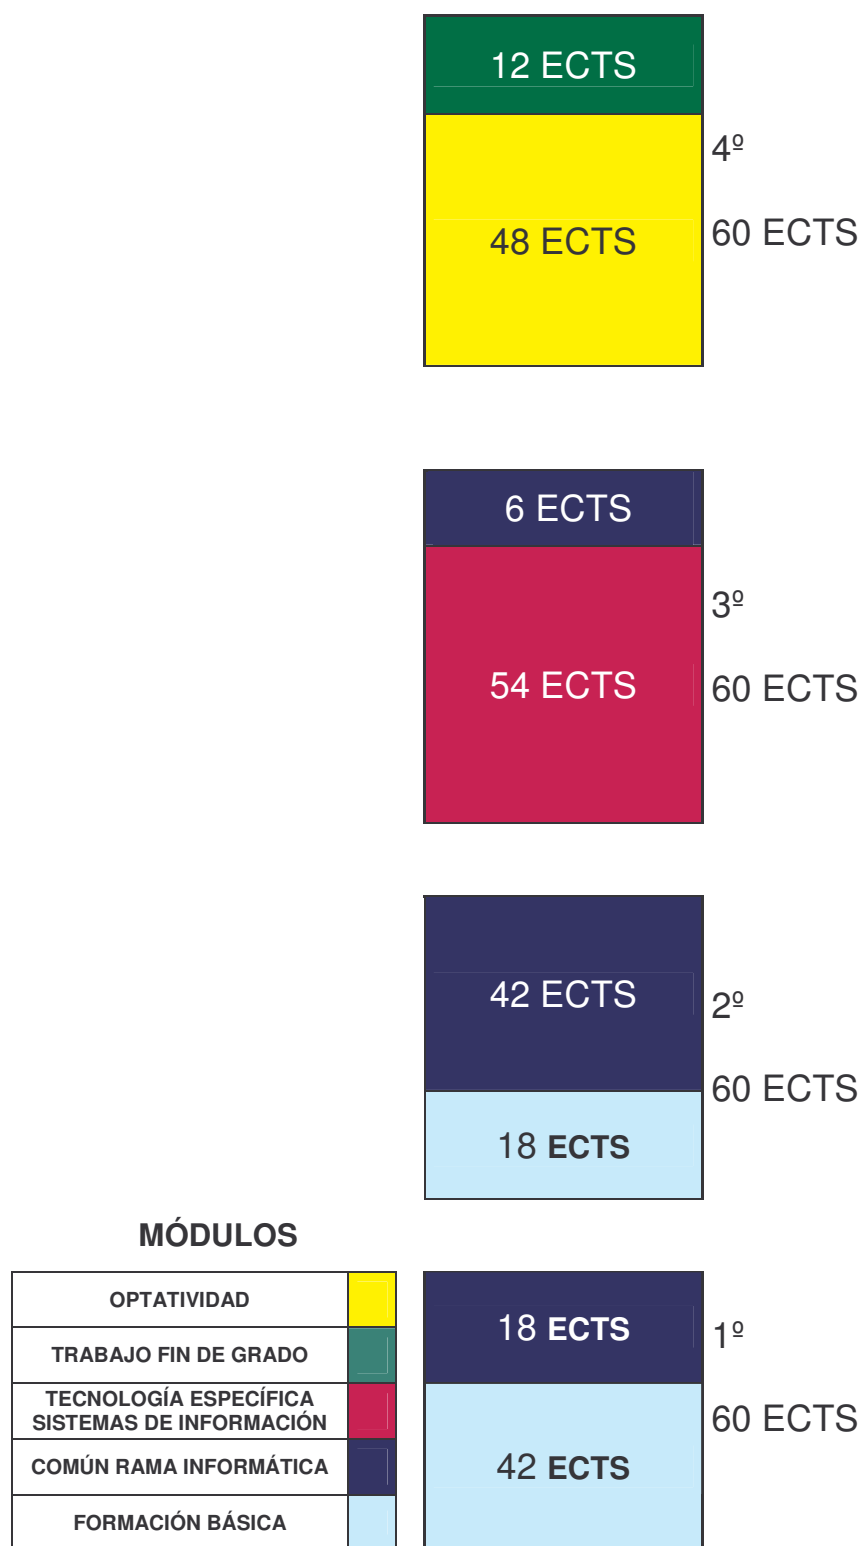 12 ECTS
4º
48 ECTS
60 ECTS
6 ECTS
3º
54 ECTS
60 ECTS
42 ECTS
2º
60 ECTS
18 ECTS
MÓDULOS
OPTATIVIDAD
TRABAJO FIN DE GRADO
TECNOLOGÍA ESPECÍFICA
SISTEMAS DE INFORMACIÓN
COMÚN RAMA INFORMÁTICA
FORMACIÓN BÁSICA
18 ECTS
1º
60 ECTS
42 ECTS